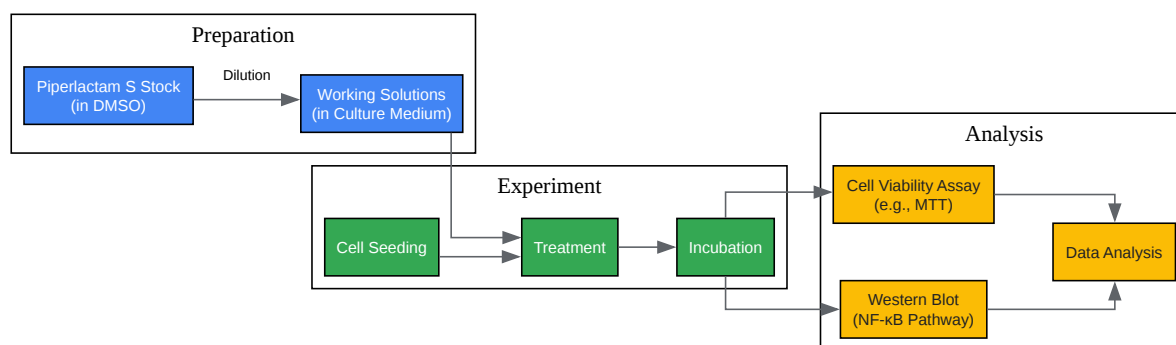 Preparation
Piperlactam S Stock
(in DMSO)
Dilution
Working Solutions
(in Culture Medium)
Experiment
Cell Seeding
Treatment
Incubation
Analysis
Cell Viability Assay
(e.g., MTT)
Western Blot
(NF-κB Pathway)
Data Analysis